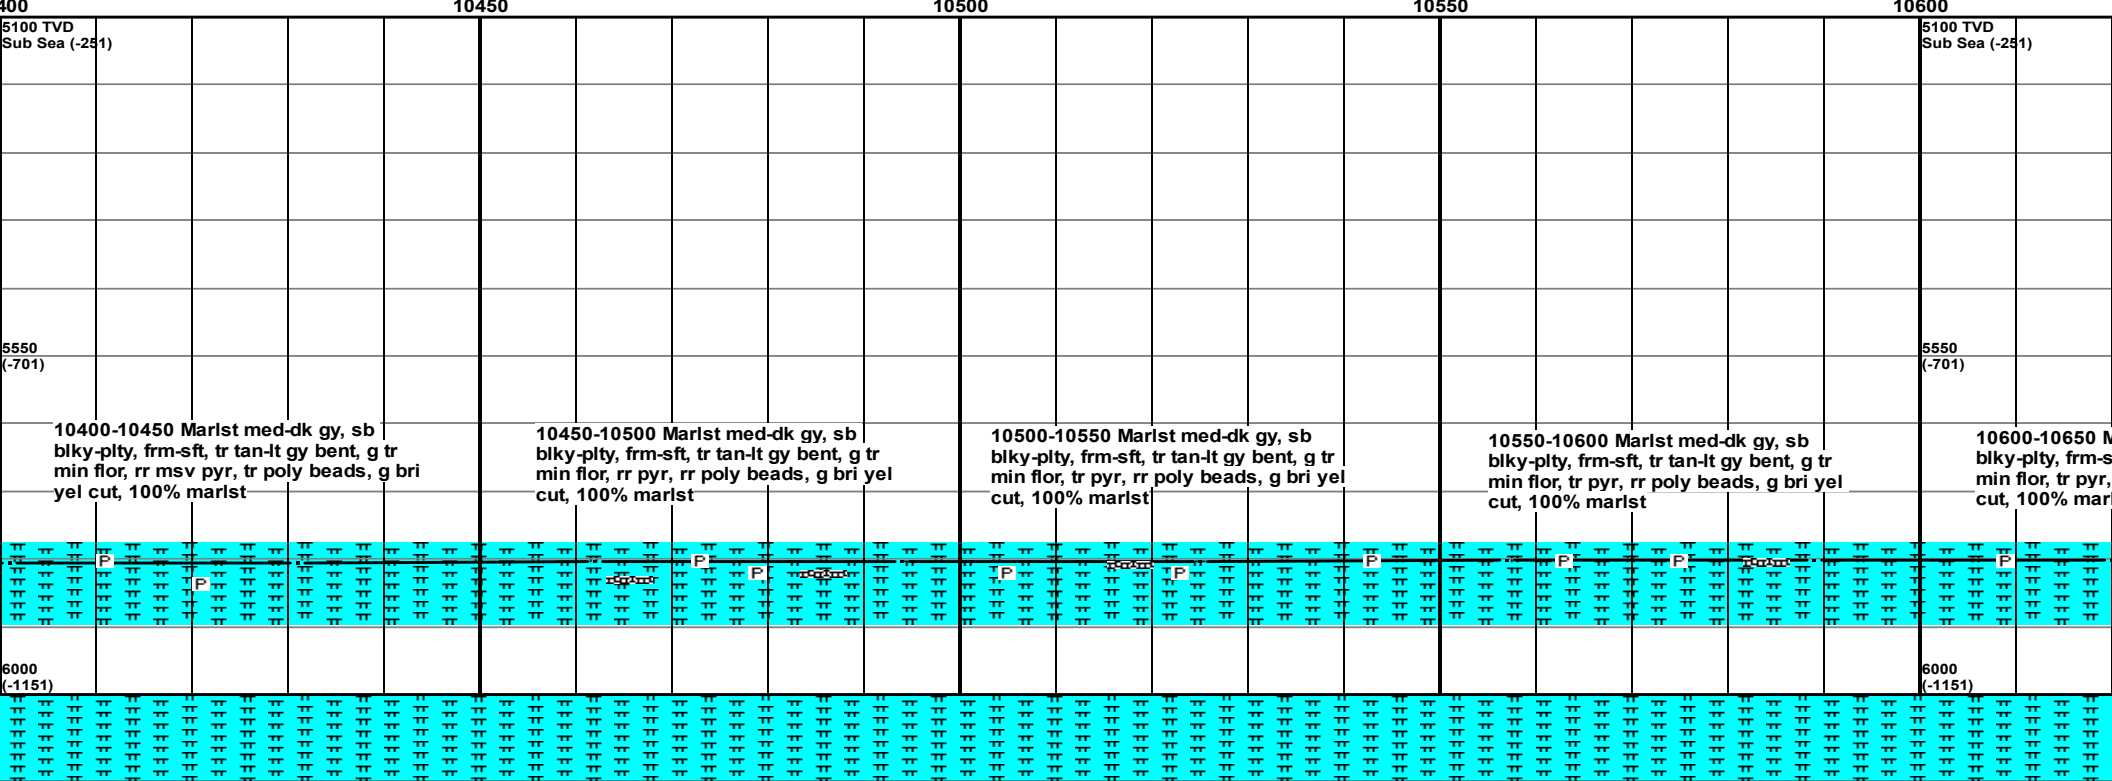 400 10450 10500 10550 10600
5100 TVD
Sub Sea (-251)
5100 TVD
Sub Sea (-251)
5550
(-701)
5550
(-701)
10400-10450 Marlst med-dk gy, sb
blky-plty, frm-sft, tr tan-lt gy bent, g tr
min flor, rr msv pyr, tr poly beads, g bri
yel cut, 100% marlst
10450-10500 Marlst med-dk gy, sb
blky-plty, frm-sft, tr tan-lt gy bent, g tr
min flor, rr pyr, rr poly beads, g bri yel
cut, 100% marlst
10500-10550 Marlst med-dk gy, sb
blky-plty, frm-sft, tr tan-lt gy bent, g tr
min flor, tr pyr, rr poly beads, g bri yel
cut, 100% marlst
10550-10600 Marlst med-dk gy, sb
blky-plty, frm-sft, tr tan-lt gy bent, g tr
min flor, tr pyr, rr poly beads, g bri yel
cut, 100% marlst
10600-10650 M
blky-plty, frm-s
min flor, tr pyr,
cut, 100% mar
P P P P P P P P P P
6000
(-1151)
6000
(-1151)